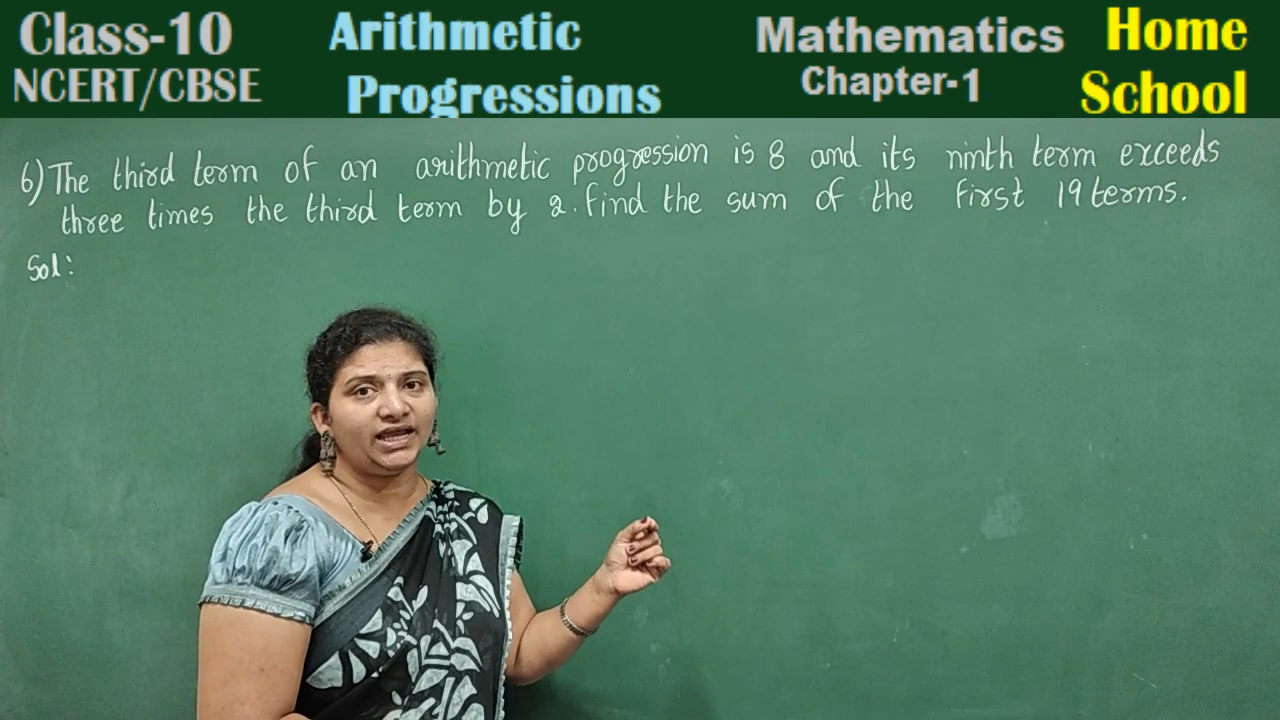 Class-10 Arithmetic Mathematics Home
NCERT/CBSE Progressions Chapter-1 School
6) The third term of an arithmetic progression is 8 and its ninth term exceeds
three times the third term by 2. Find the sum of the first 19 terms.
Sol: